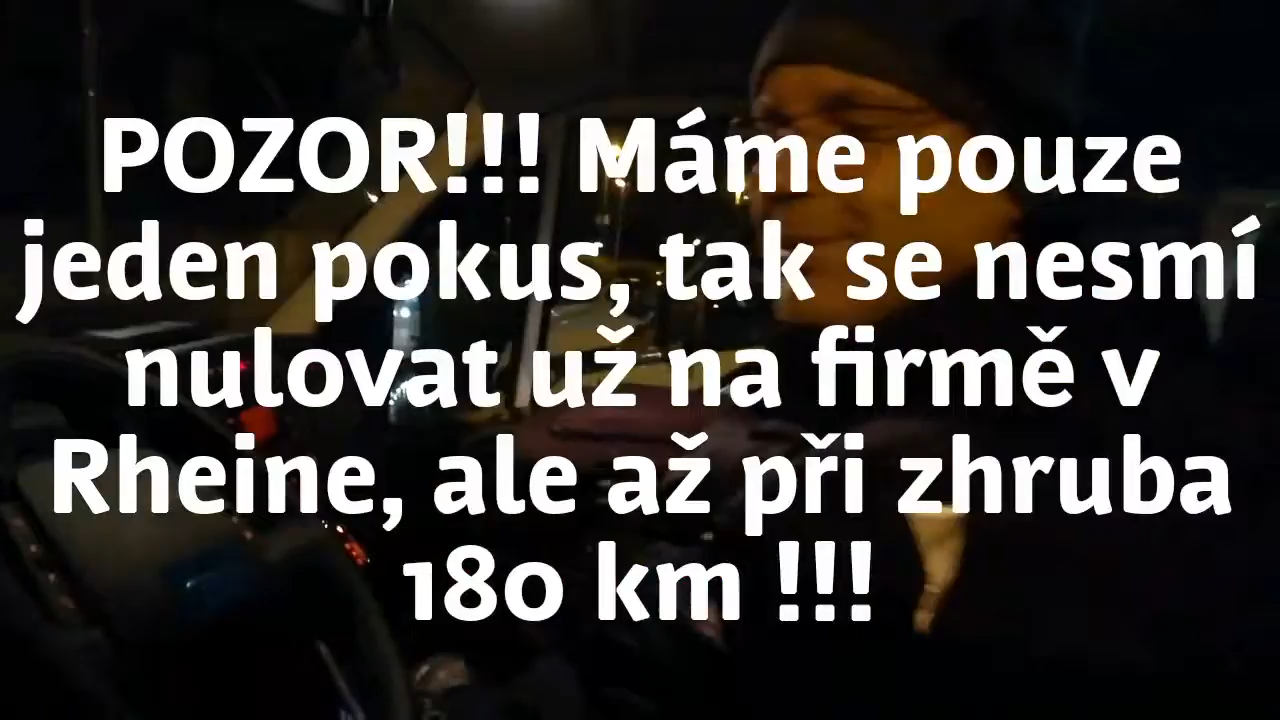 POZOR!!! Máme pouze
jeden pokus, tak se nesmí
nulovat už na firmě v
Rheine, ale až při zhruba
180 km !!!